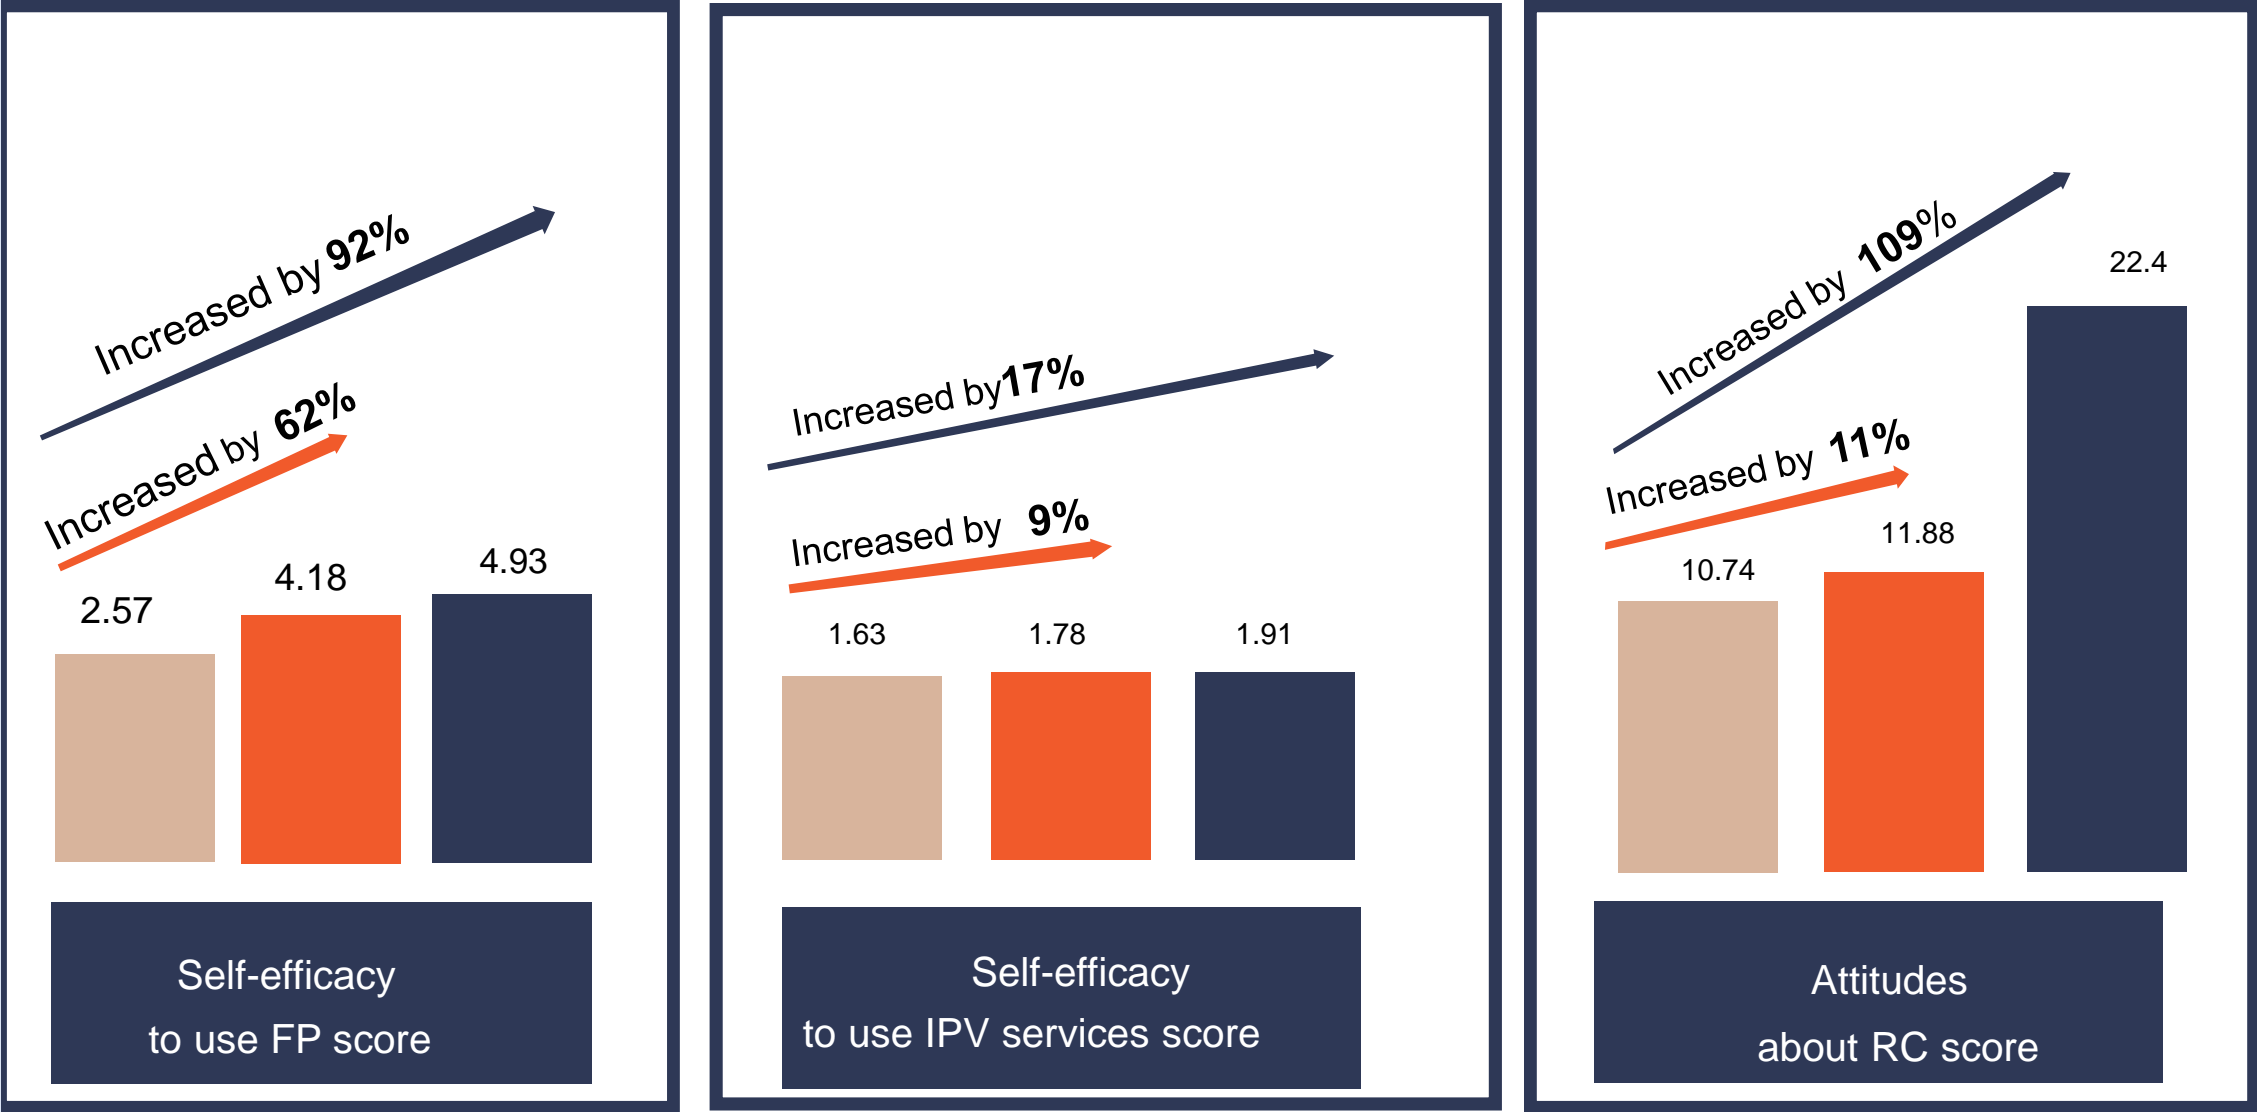 Increased by 92%
Increased by 62%
2.57
4.18
4.93
Self-efficacy
to use FP score
Increased by17%
Increased by 9%
1.63
1.78
1.91
Self-efficacy
to use IPV services score
Increased by 109%
Increased by 11%
10.74
11.88
22.4
Attitudes
about RC score